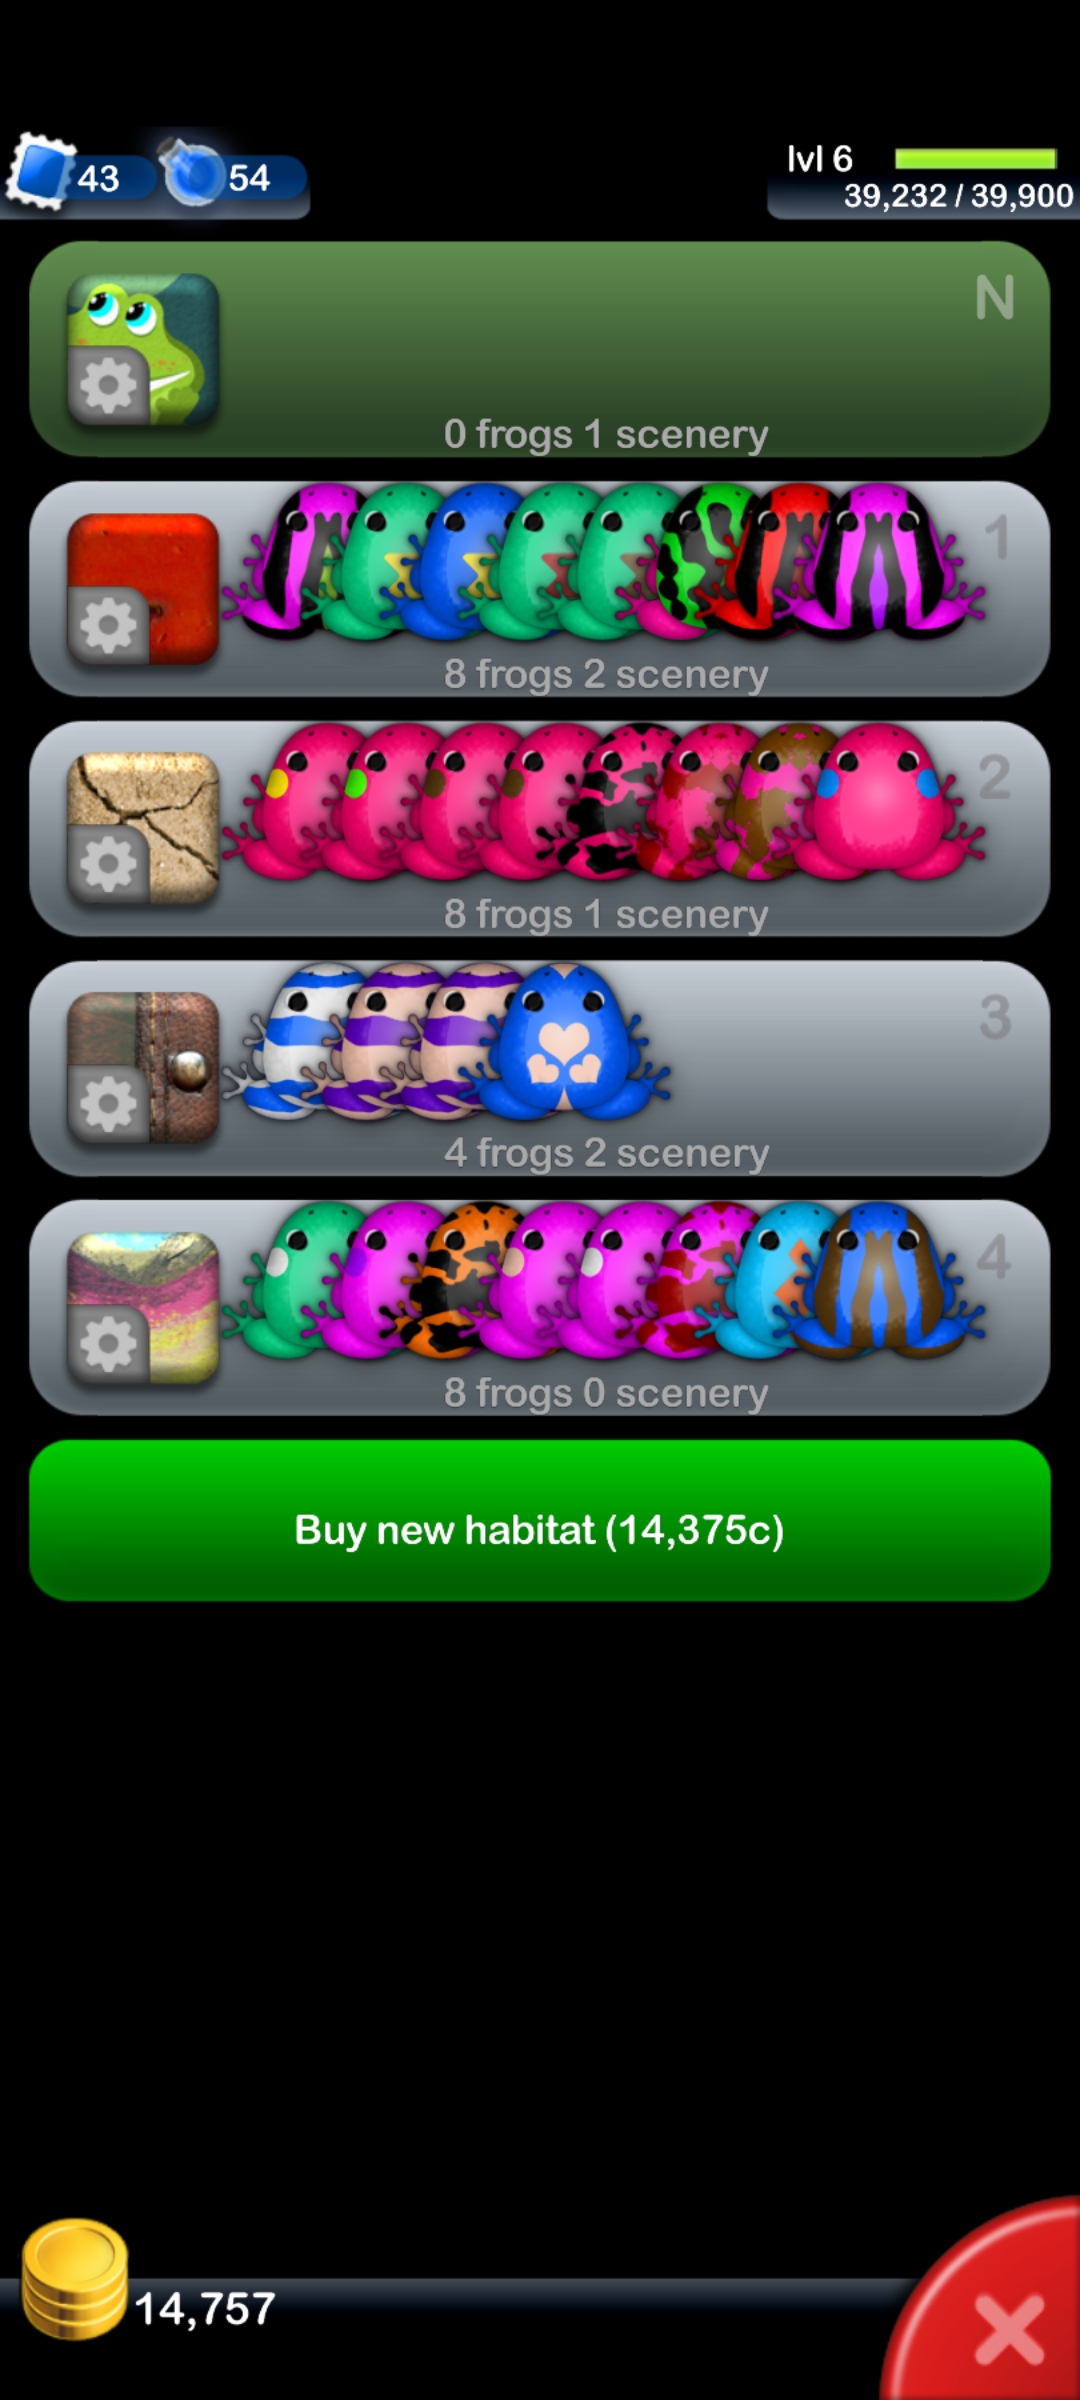 43
54
lvl 6
39,232 / 39,900
N
0 frogs 1 scenery
1
8 frogs 2 scenery
2
8 frogs 1 scenery
3
4 frogs 2 scenery
4
8 frogs 0 scenery
Buy new habitat (14,375c)
14,757